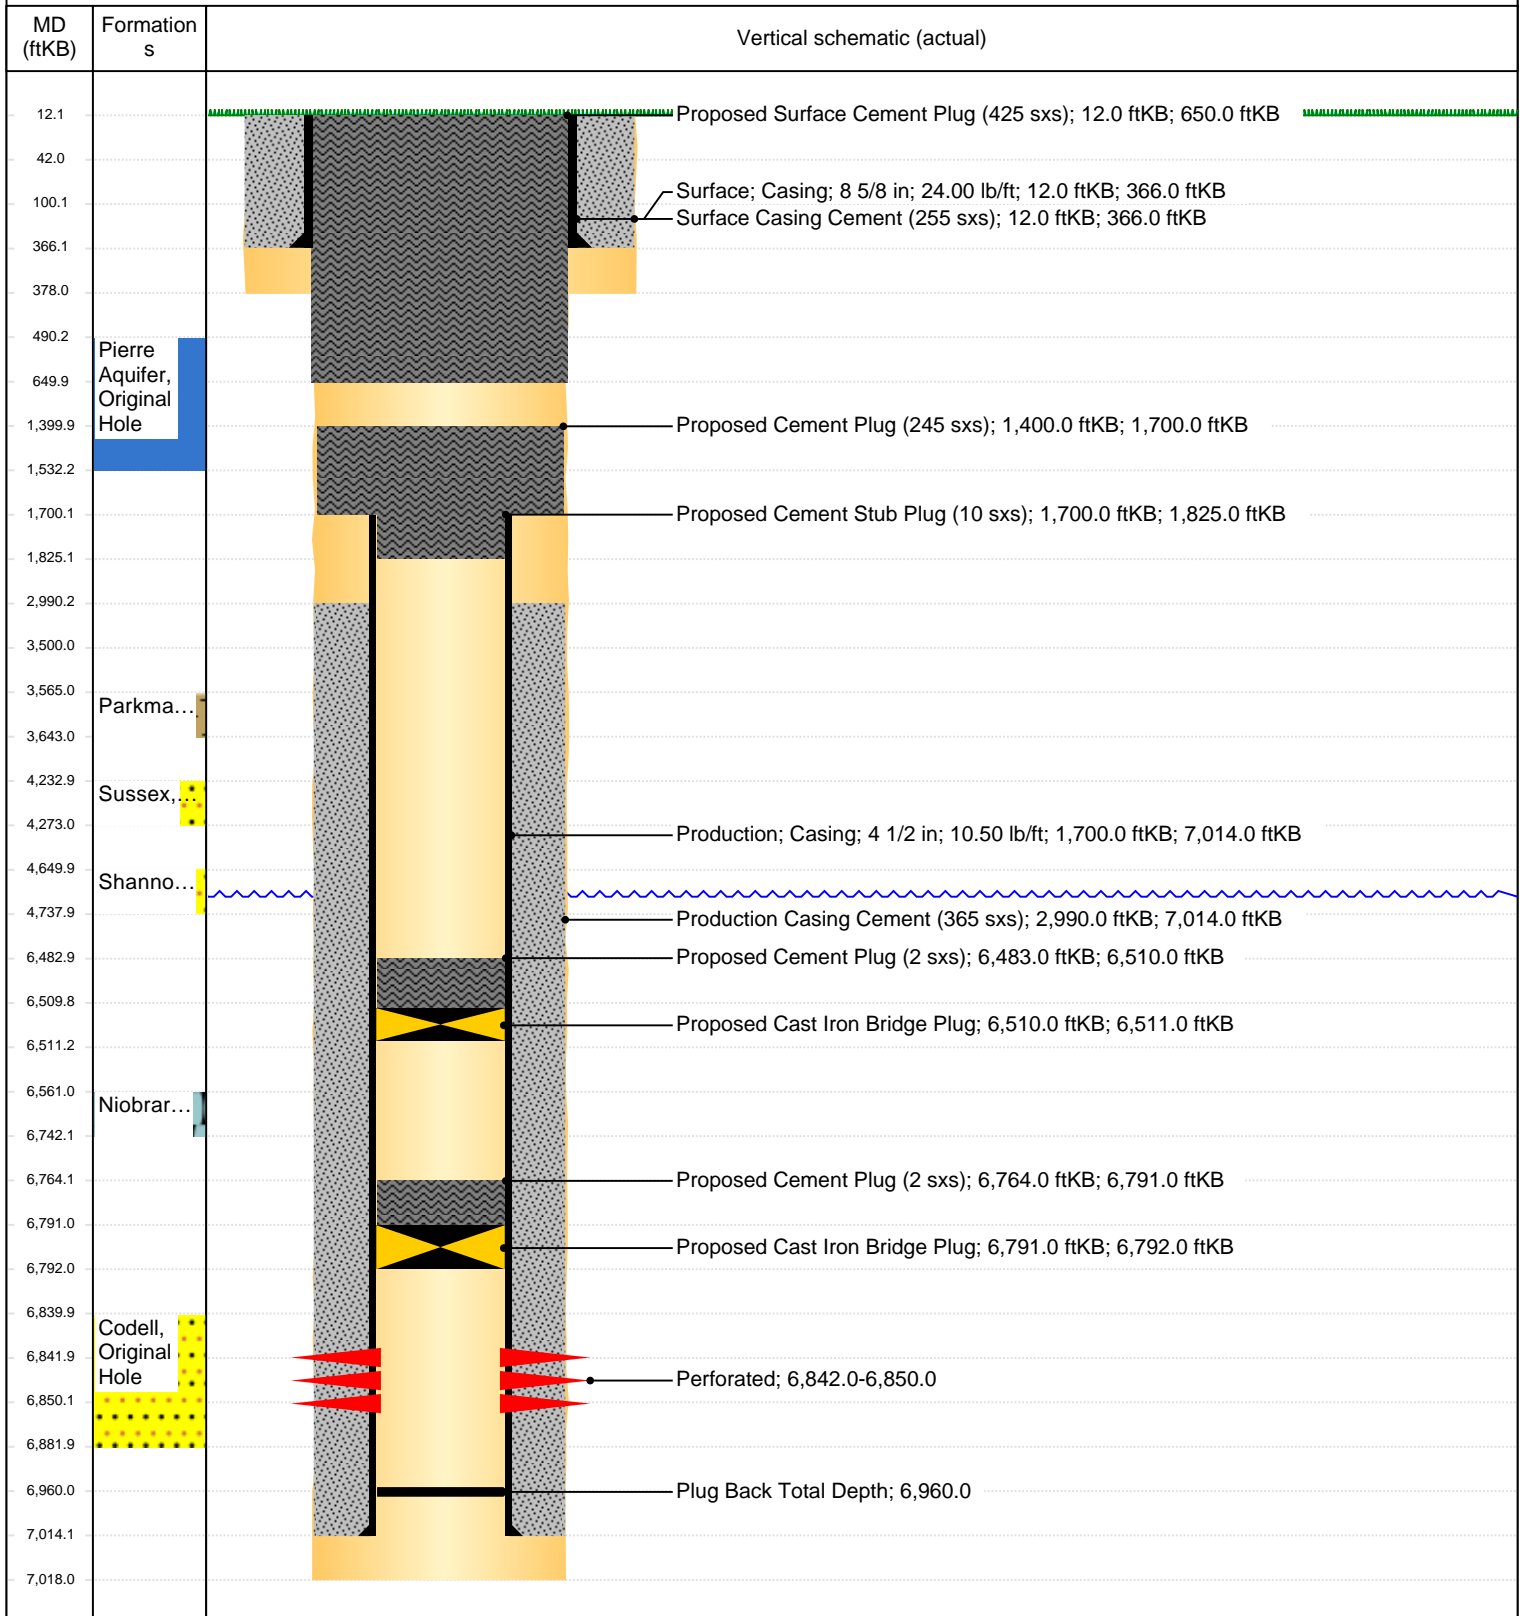 MD
(ftKB)
Formation
s
Vertical schematic (actual)
12.1
Proposed Surface Cement Plug (425 sxs); 12.0 ftKB; 650.0 ftKB
42.0
Surface; Casing; 8 5/8 in; 24.00 lb/ft; 12.0 ftKB; 366.0 ftKB
100.1
Surface Casing Cement (255 sxs); 12.0 ftKB; 366.0 ftKB
366.1
378.0
490.2
Pierre
Aquifer,
Original
Hole
649.9
1,399.9
Proposed Cement Plug (245 sxs); 1,400.0 ftKB; 1,700.0 ftKB
1,532.2
1,700.1
Proposed Cement Stub Plug (10 sxs); 1,700.0 ftKB; 1,825.0 ftKB
1,825.1
2,990.2
3,500.0
3,565.0
Parkma…
3,643.0
4,232.9
Sussex,…
4,273.0
Production; Casing; 4 1/2 in; 10.50 lb/ft; 1,700.0 ftKB; 7,014.0 ftKB
4,649.9
Shanno…
4,737.9
Production Casing Cement (365 sxs); 2,990.0 ftKB; 7,014.0 ftKB
6,482.9
Proposed Cement Plug (2 sxs); 6,483.0 ftKB; 6,510.0 ftKB
6,509.8
Proposed Cast Iron Bridge Plug; 6,510.0 ftKB; 6,511.0 ftKB
6,511.2
6,561.0
Niobrar…
6,742.1
6,764.1
Proposed Cement Plug (2 sxs); 6,764.0 ftKB; 6,791.0 ftKB
6,791.0
Proposed Cast Iron Bridge Plug; 6,791.0 ftKB; 6,792.0 ftKB
6,792.0
6,839.9
Codell,
Original
Hole
6,841.9
Perforated; 6,842.0-6,850.0
6,850.1
6,881.9
6,960.0
Plug Back Total Depth; 6,960.0
7,014.1
7,018.0